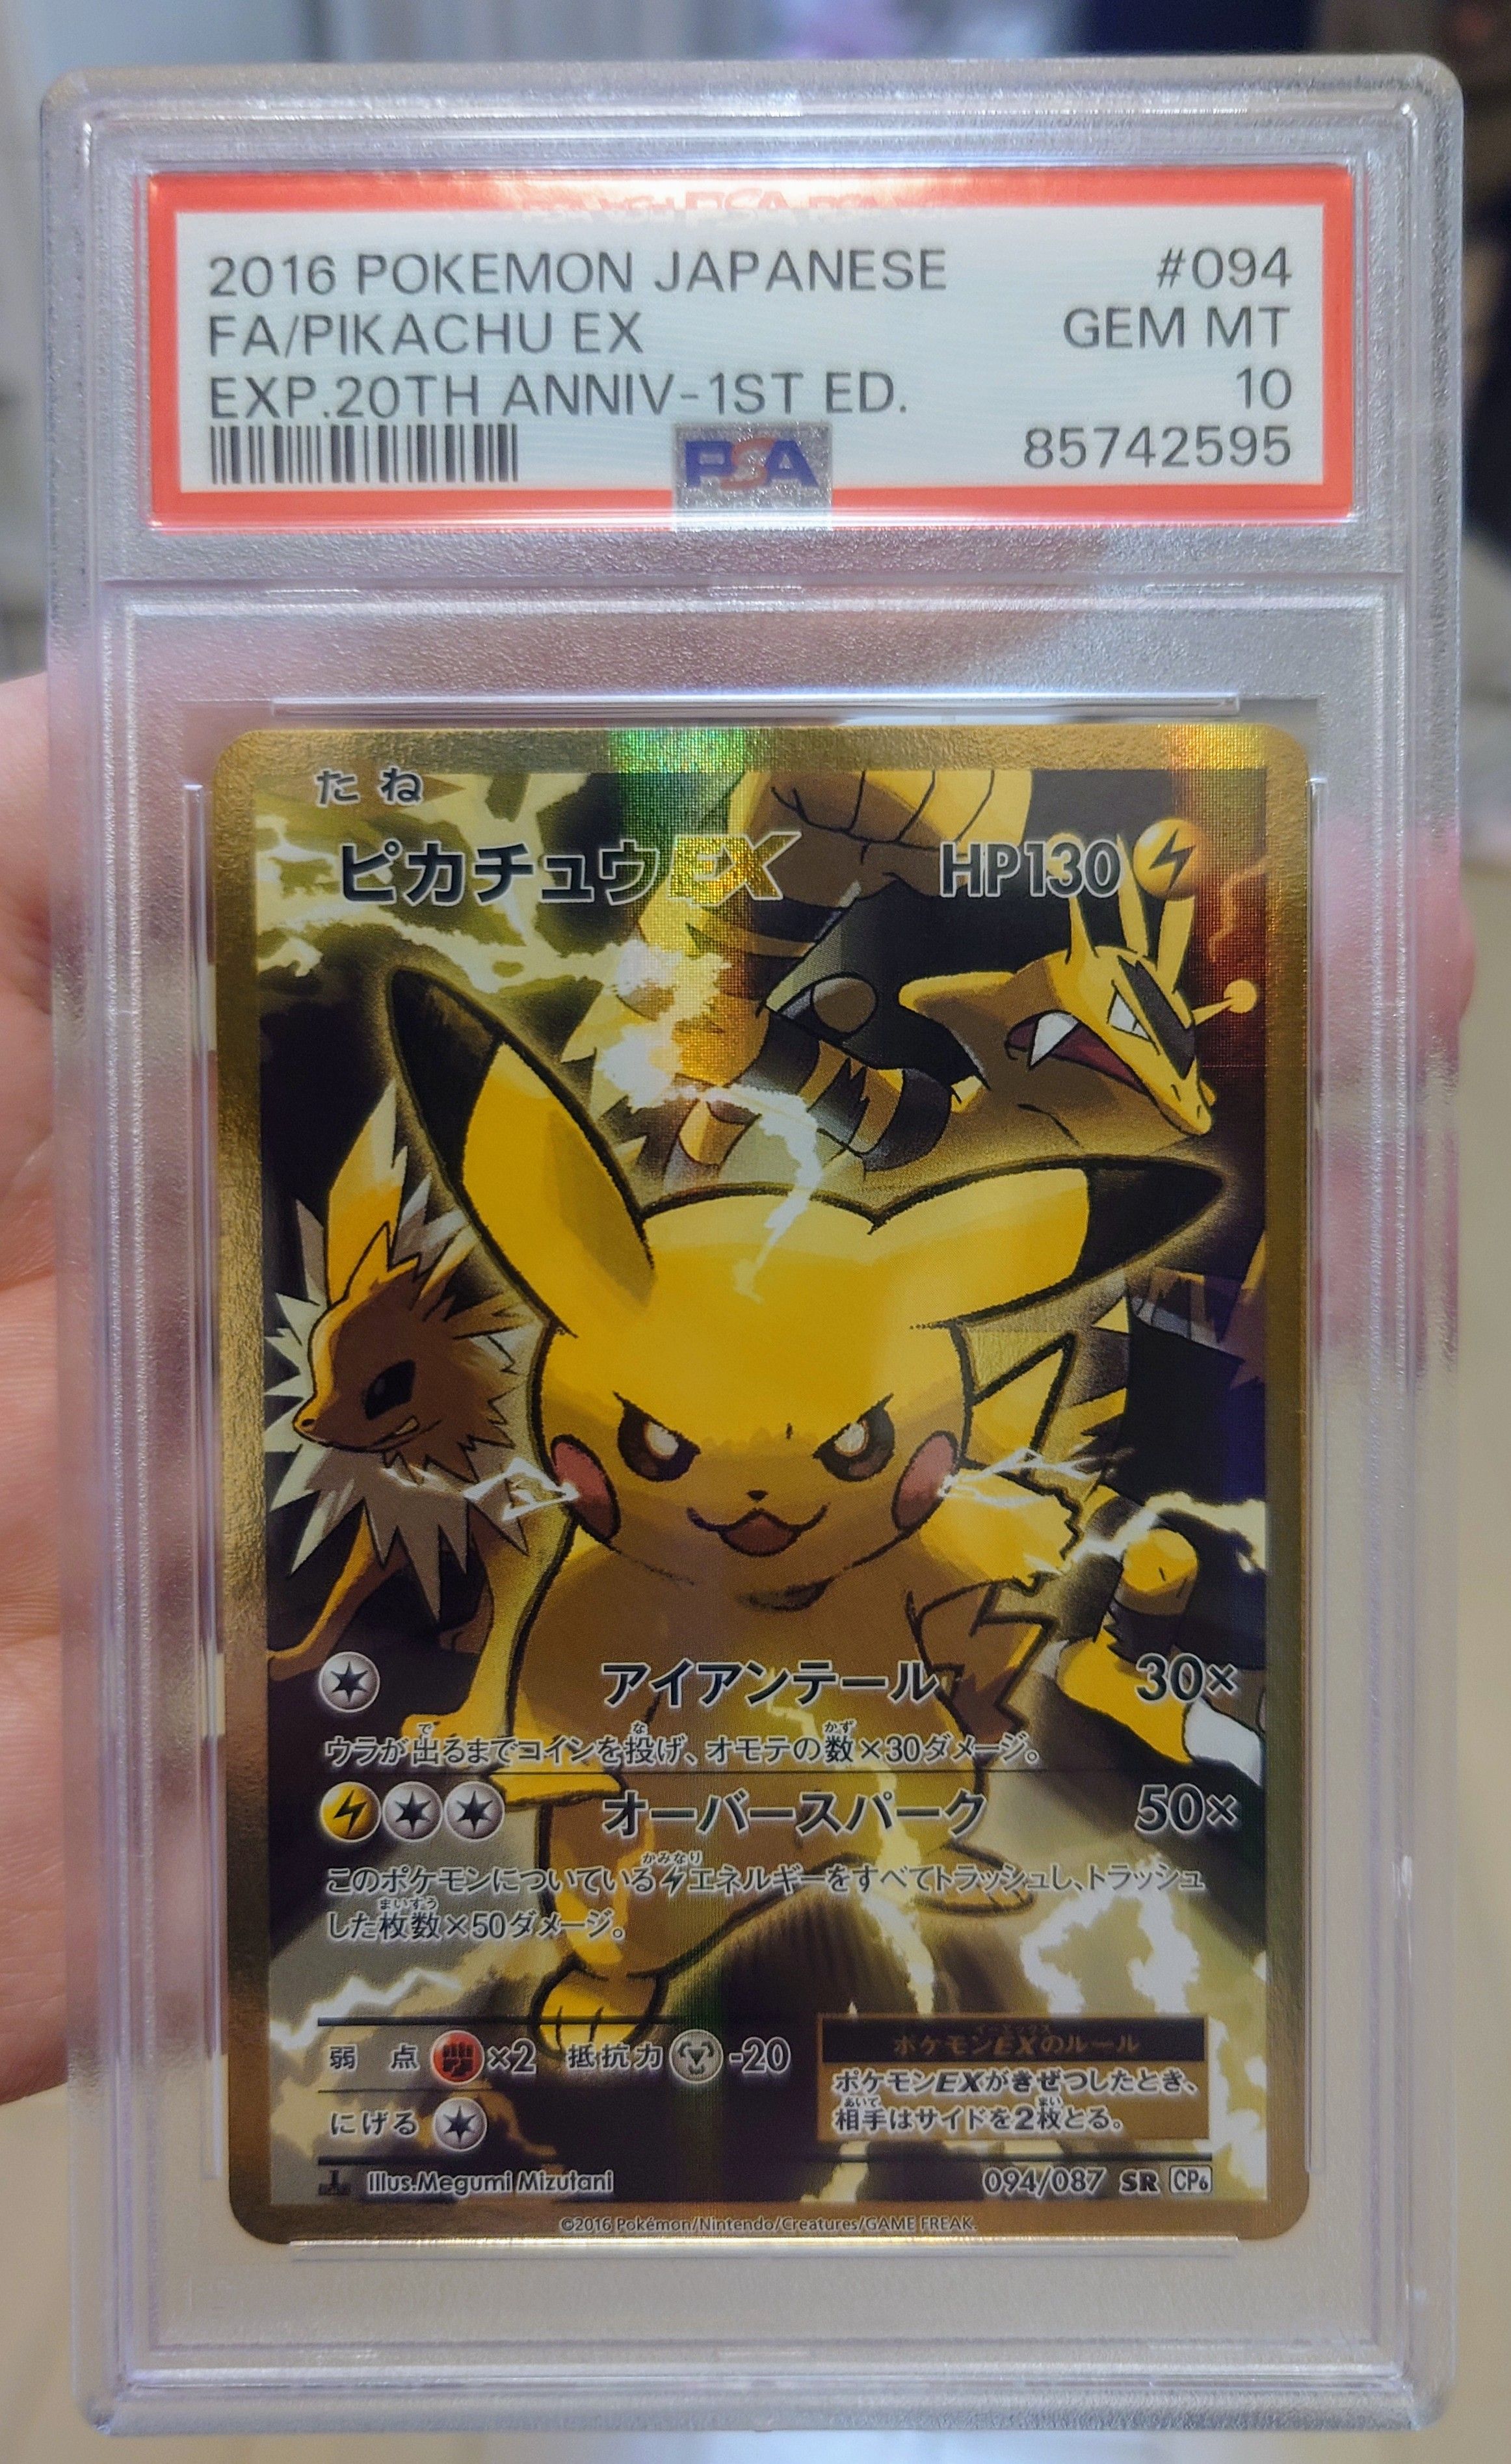 2016 POKEMON JAPANESE #094
FA/PIKACHU EX GEM MT
EXP.20TH ANNIV-1ST ED. 10
PSA 85742595
たね
ピカチュウEX HP130
アイアンテール 30×
ウラが出るまでコインを投げ、オモテの数×30ダメージ。
オーバースパーク 50×
このポケモンについているエネルギーをすべてトラッシュし、トラッシュ
した枚数×50ダメージ。
弱点 ×2 抵抗力 -20
にげる
ポケモンEXのルール
ポケモンEXがきぜつしたとき、
相手はサイドを2枚とる。
Illus.Megumi Mizutani 094/087 SR CP6
©2016 Pokémon/Nintendo/Creatures/GAME FREAK.